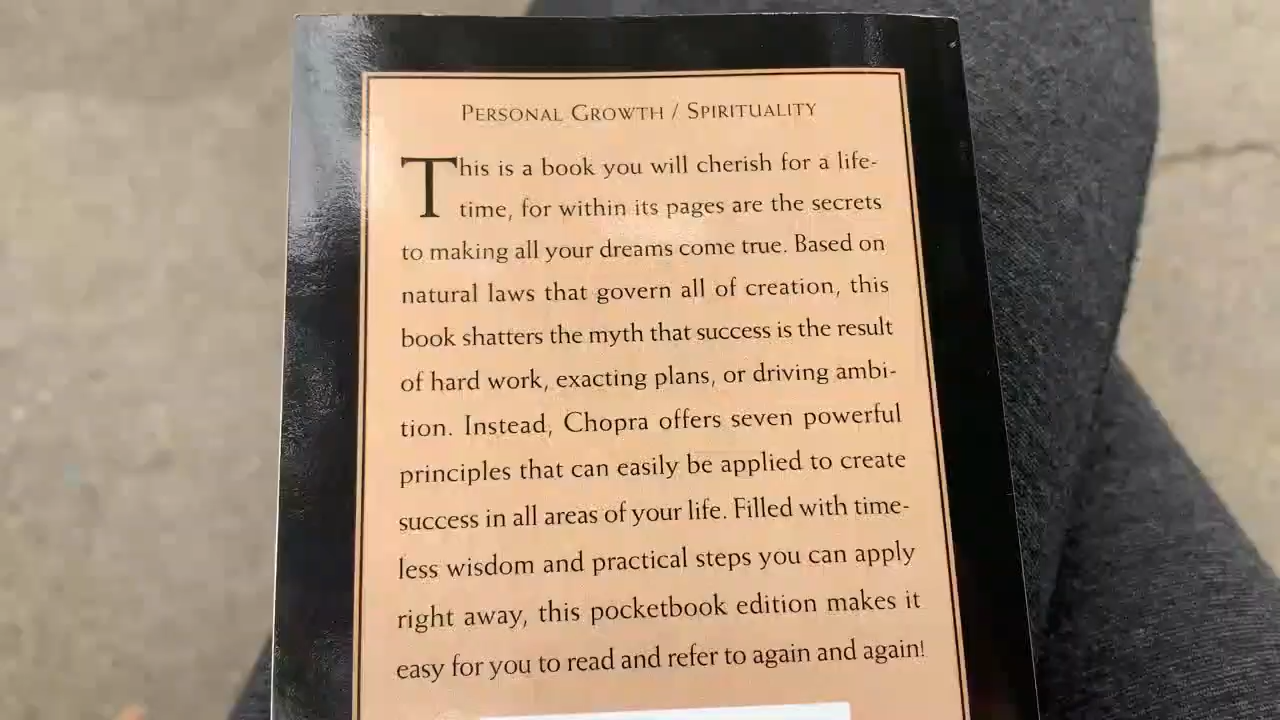 PERSONAL GROWTH / SPIRITUALITY
This is a book you will cherish for a life-
time, for within its pages are the secrets
to making all your dreams come true. Based on
natural laws that govern all of creation, this
book shatters the myth that success is the result
of hard work, exacting plans, or driving ambi-
tion. Instead, Chopra offers seven powerful
principles that can easily be applied to create
success in all areas of your life. Filled with time-
less wisdom and practical steps you can apply
right away, this pocketbook edition makes it
easy for you to read and refer to again and again!